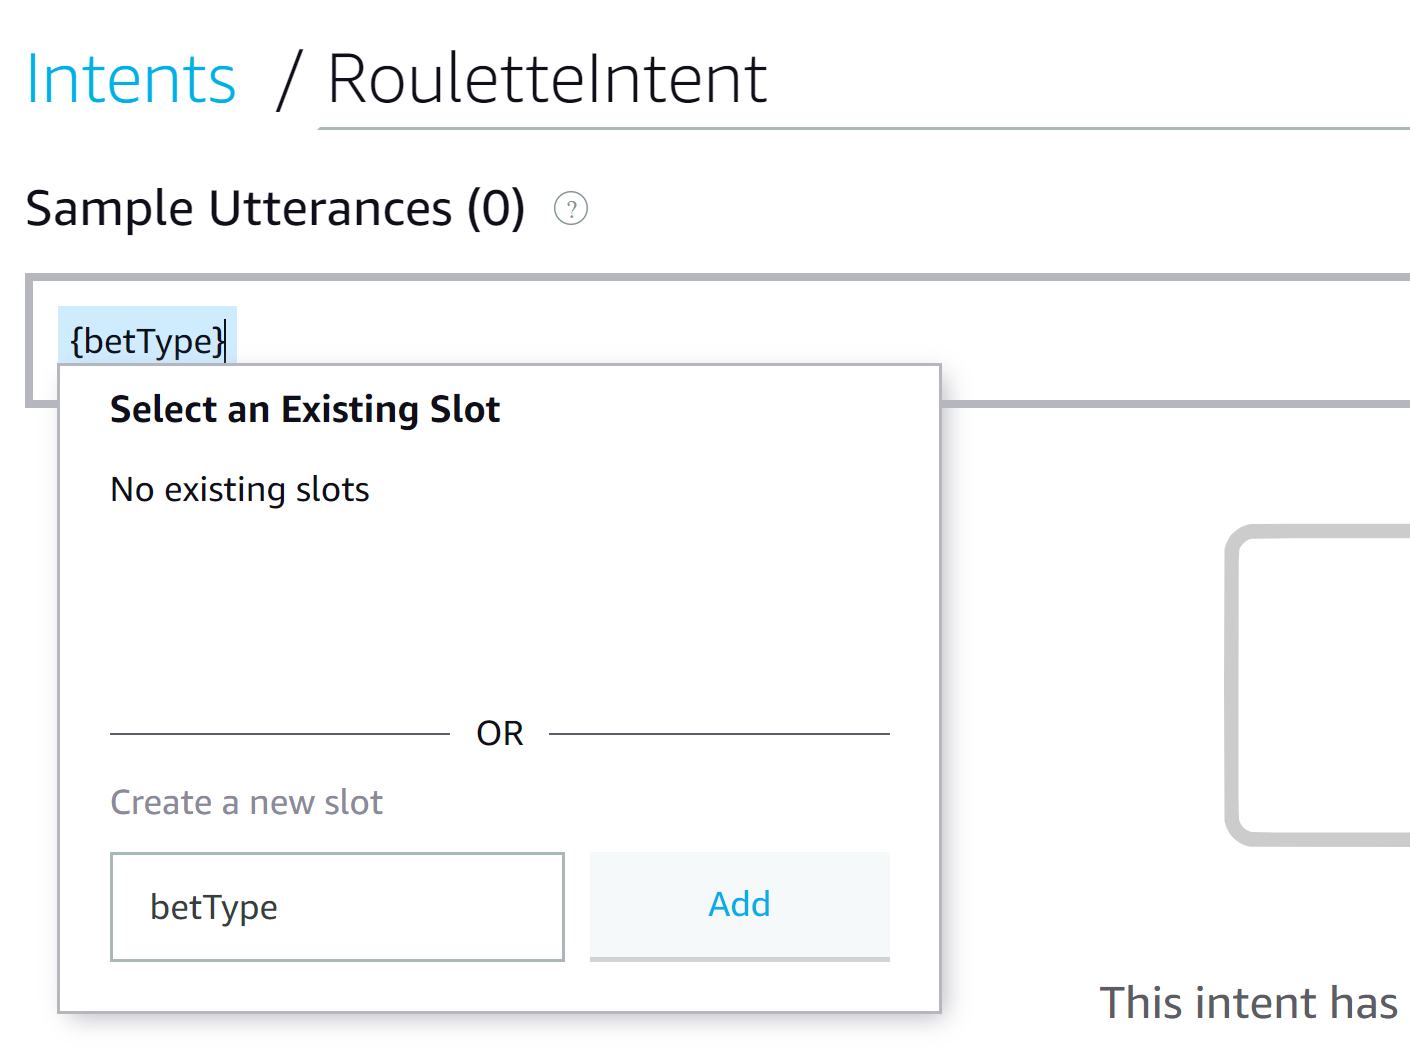 Intents / RouletteIntent
Sample Utterances (0) ?
{betType}
Select an Existing Slot
No existing slots
OR
Create a new slot
betType Add
This intent has